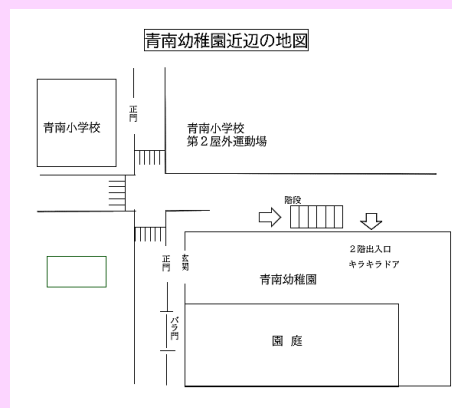 青南幼稚園近辺の地図
正門
青南小学校
青南小学校
第2屋外運動場
階段
2階出入口
キラキラドア
正門
玄関
青南幼稚園
バラ門
園 庭